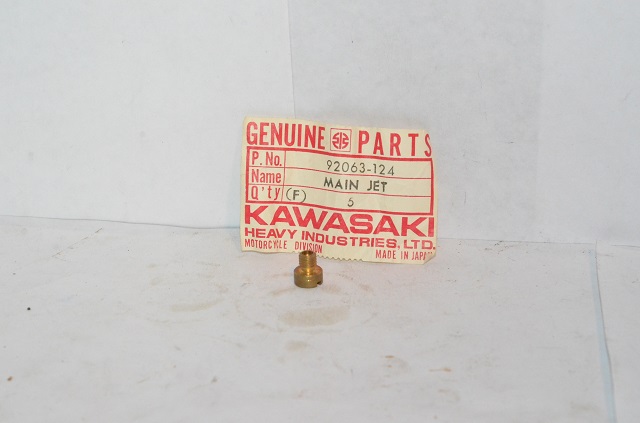 GENUINE PARTS
P. No. 92063-124
Name MAIN JET
Q'ty (F) 5
KAWASAKI
HEAVY INDUSTRIES, LTD.
MOTORCYCLE DIVISION MADE IN JAPAN